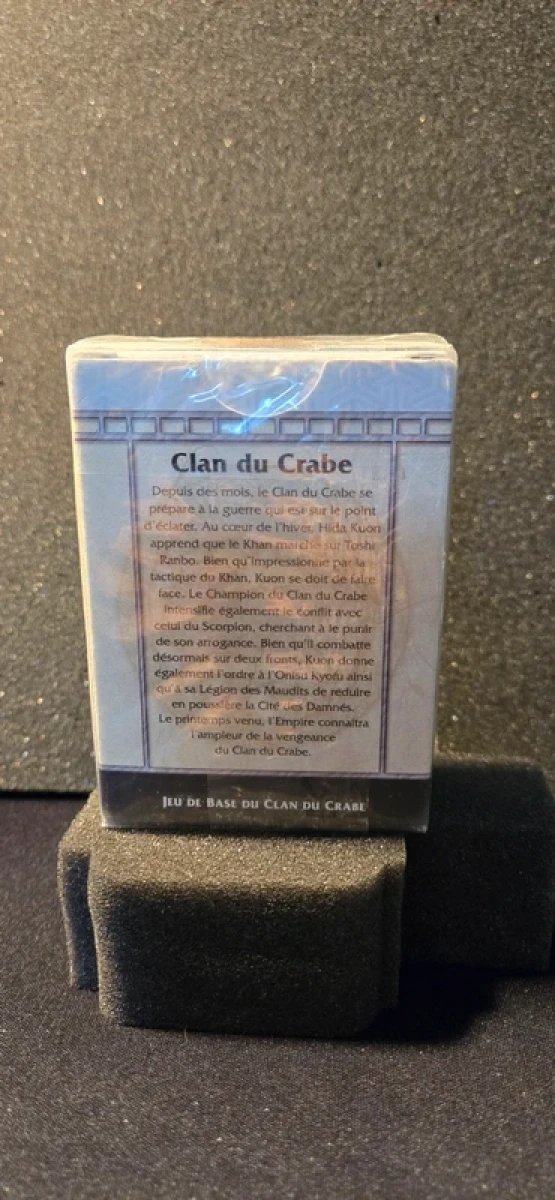 Clan du Crabe
Depuis des mois, le Clan du Crabe se
prépare à la guerre qui est sur le point
d'éclater. Au cœur de l'hiver, Hida Kuon
apprend que le Khan marche sur Toshi
Ranbo. Bien qu'impressionné par la
tactique du Khan, Kuon se doit de faire
face. Le Champion du Clan du Crabe
intensifie également le conflit avec
celui du Scorpion, cherchant à le punir
de son arrogance. Bien qu'il combatte
désormais sur deux fronts, Kuon donne
également l'ordre à l'Onisu Kyofu ainsi
qu'à sa Légion des Maudits de réduire
en poussière la Cité des Damnés.
Le printemps venu, l'Empire connaîtra
l'ampleur de la vengeance
du Clan du Crabe.
Jeu de Base du Clan du Crabe